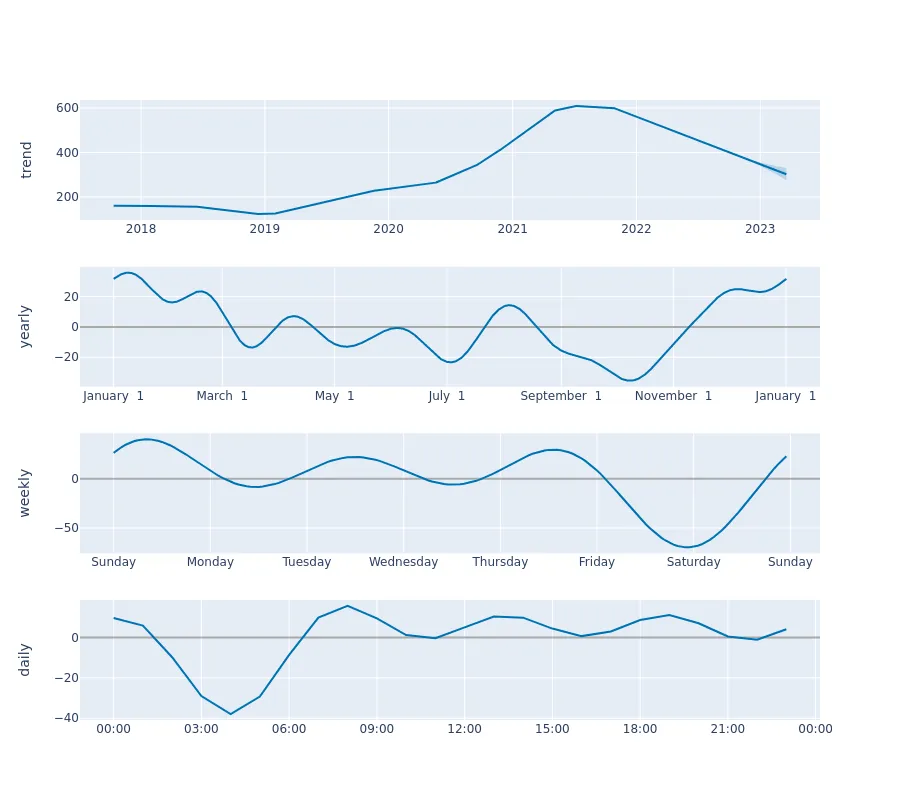 trend
600
400
200
2018 2019 2020 2021 2022 2023
yearly
20
0
−20
January 1 March 1 May 1 July 1 September 1 November 1 January 1
weekly
0
−50
Sunday Monday Tuesday Wednesday Thursday Friday Saturday Sunday
daily
0
−20
−40
00:00 03:00 06:00 09:00 12:00 15:00 18:00 21:00 00:00